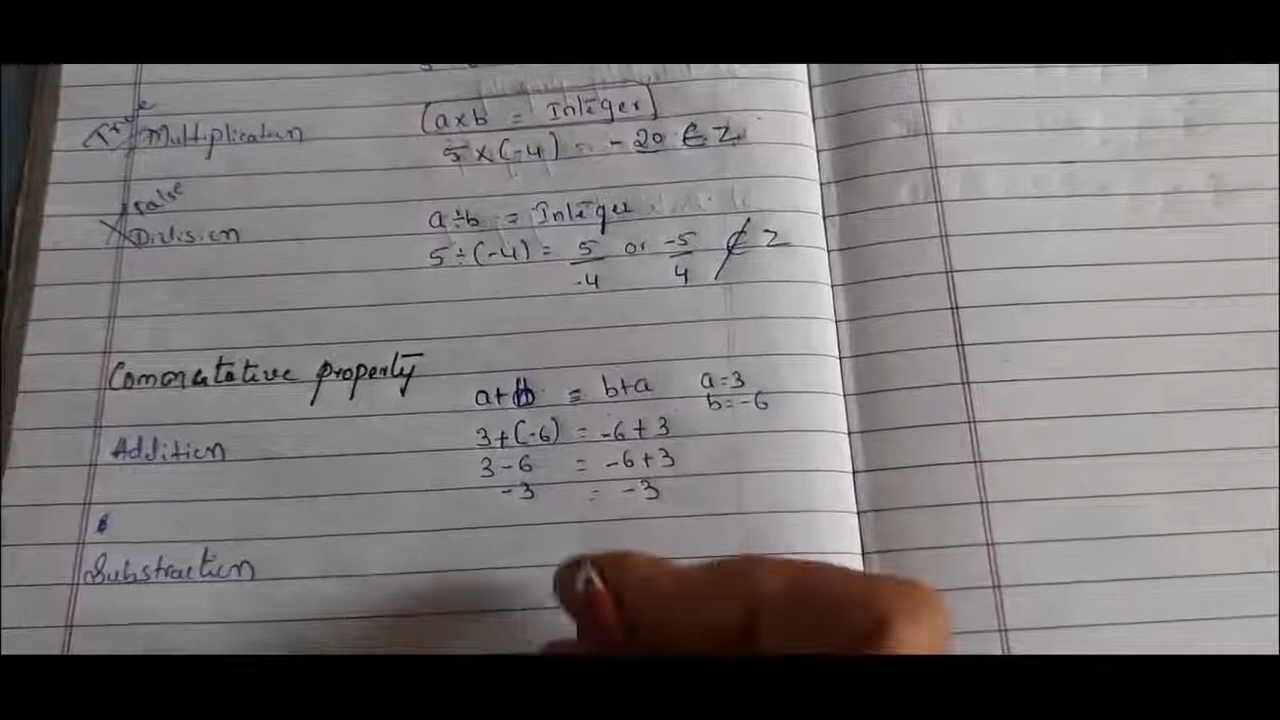 True
Multiplication (a×b = Integer]
5×(-4) = -20 ∈ Z
False
Division a÷b = Integer
5÷(-4) = 5/-4 or -5/4 ∉ Z
Commutative property
a+b = b+a a=3
b=-6
Addition 3+(-6) = -6+3
3-6 = -6+3
-3 = -3
Substraction